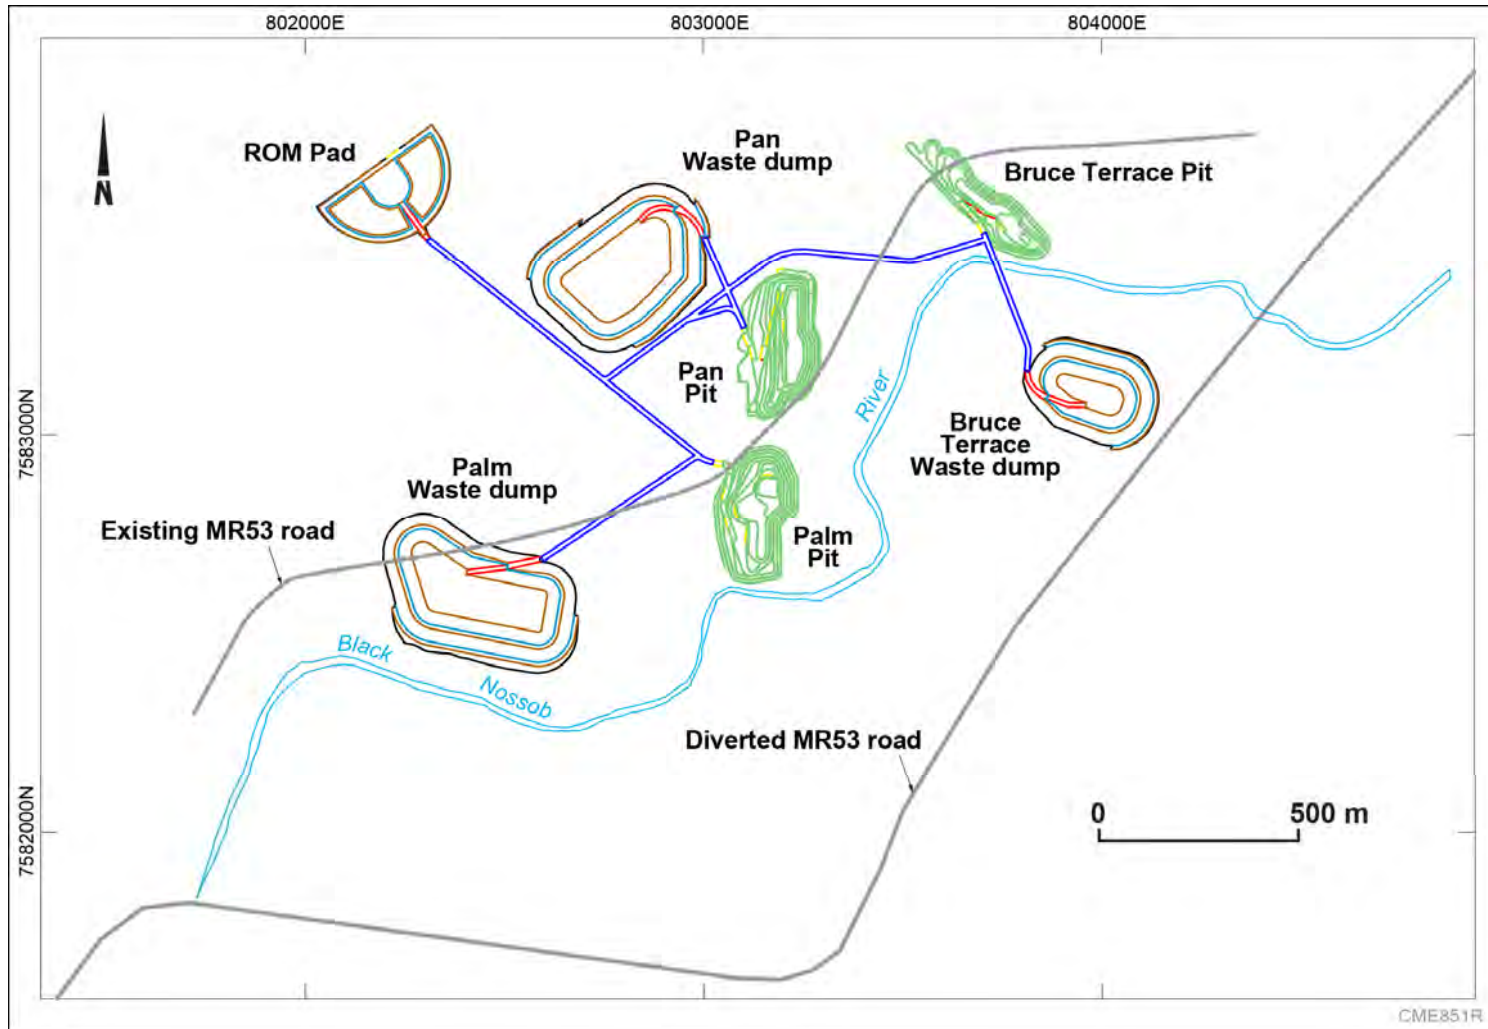 802000E
803000E
804000E
ROM Pad
Pan
Waste dump
Bruce Terrace Pit
N
Pan
Pit
River
7583000N
Bruce
Terrace
Waste dump
Palm
Waste dump
Existing MR53 road
Palm
Pit
Black
Nossob
Diverted MR53 road
0 500 m
7582000N
CME851R